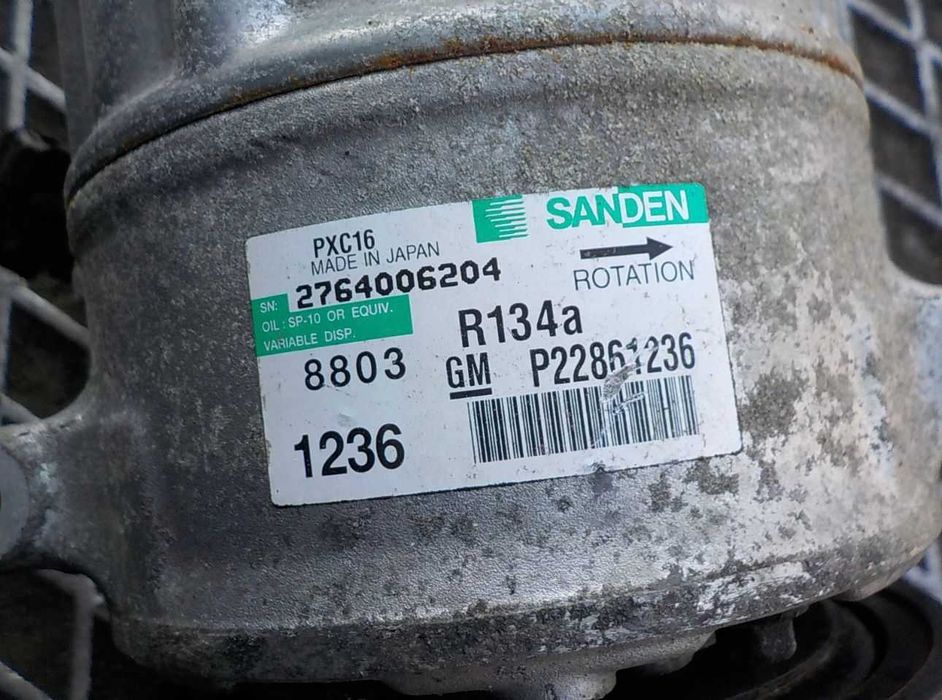 SANDEN
PXC16
MADE IN JAPAN
ROTATION
SN: 2764006204
OIL : SP-10 OR EQUIV.
VARIABLE DISP.
R134a
8803
GM P22861236
1236